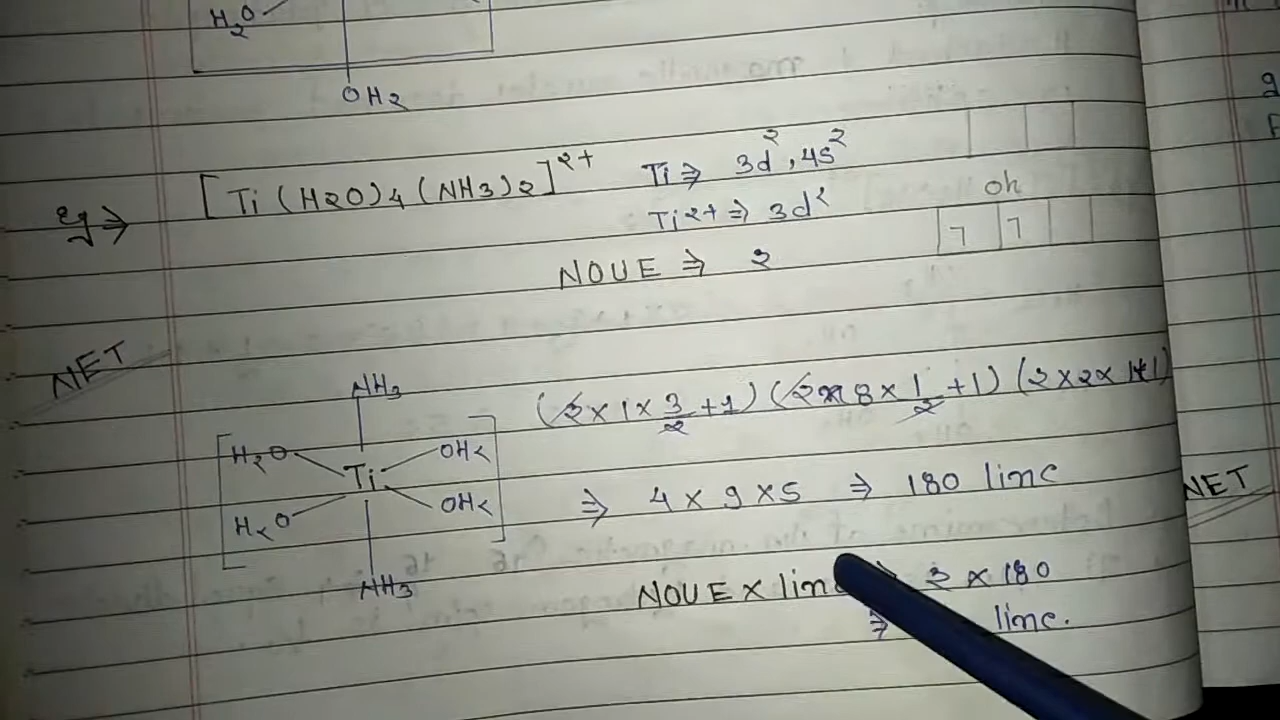 H₂O
OH2
[Ti(H2O)4(NH3)2]²⁺ Ti ⇒ 3d², 4s²
Eg ⇒ Ti²⁺ ⇒ 3d² Oh
1 1
NOUE ⇒ 2
NET
NH3 (2×1×3/2+1) (2×8×1/2+1) (2×2×1+1)
H2O Ti OH2
⇒ 4×9×5 ⇒ 180 line
NET
H2O OH2
NH3 NOUE × line ⇒ 2×180
⇒ line.